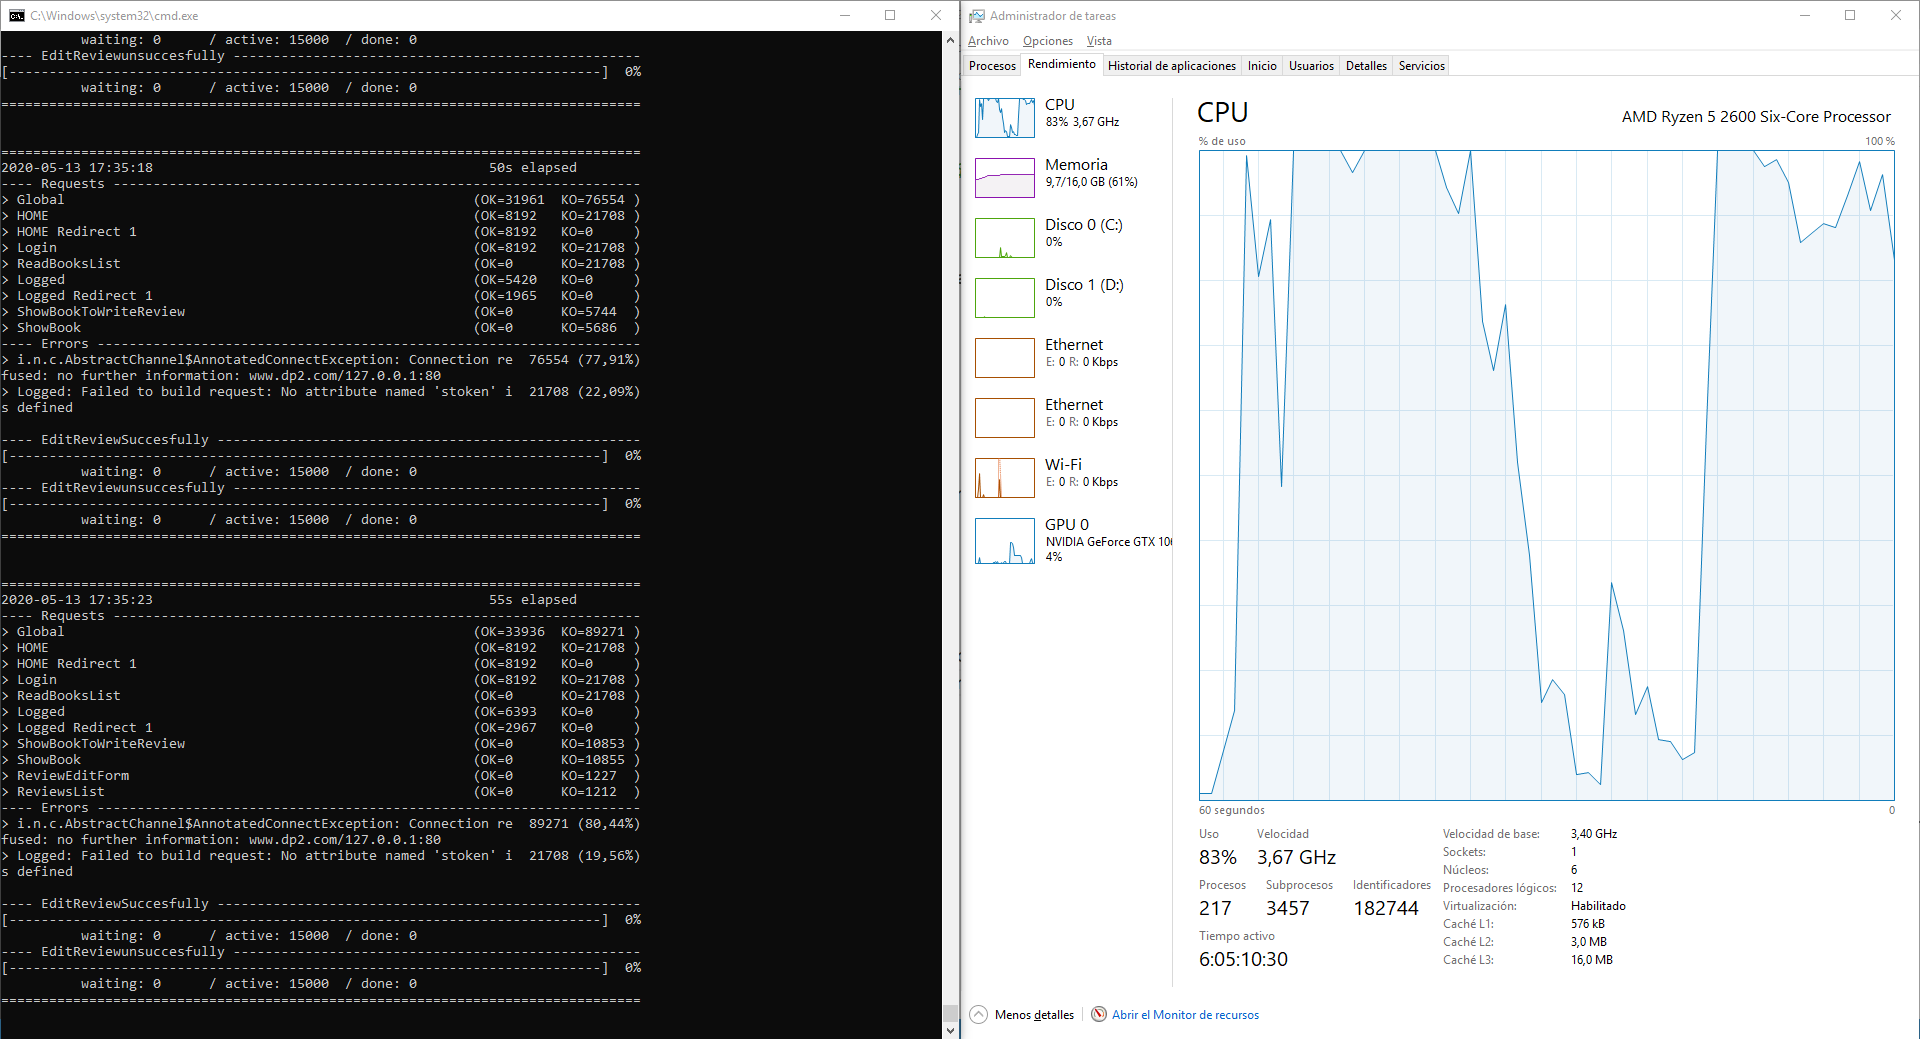 C:\Windows\system32\cmd.exe
waiting: 0      / active: 15000  / done: 0
---- EditReviewunsuccesfully ---------------------------------------------------
[--------------------------------------------------------------------------]  0%
waiting: 0      / active: 15000  / done: 0
================================================================================
================================================================================
2020-05-13 17:35:18                                          50s elapsed
---- Requests ------------------------------------------------------------------
> Global                                                   (OK=31961  KO=76554 )
> HOME                                                     (OK=8192   KO=21708 )
> HOME Redirect 1                                          (OK=8192   KO=0     )
> Login                                                    (OK=8192   KO=21708 )
> ReadBooksList                                            (OK=0      KO=21708 )
> Logged                                                   (OK=5420   KO=0     )
> Logged Redirect 1                                        (OK=1965   KO=0     )
> ShowBookToWriteReview                                    (OK=0      KO=5744  )
> ShowBook                                                 (OK=0      KO=5686  )
---- Errors --------------------------------------------------------------------
> i.n.c.AbstractChannel$AnnotatedConnectException: Connection re  76554 (77,91%)
fused: no further information: www.dp2.com/127.0.0.1:80
> Logged: Failed to build request: No attribute named 'stoken' i  21708 (22,09%)
s defined
---- EditReviewSuccesfully -----------------------------------------------------
[--------------------------------------------------------------------------]  0%
waiting: 0      / active: 15000  / done: 0
---- EditReviewunsuccesfully ---------------------------------------------------
[--------------------------------------------------------------------------]  0%
waiting: 0      / active: 15000  / done: 0
================================================================================
================================================================================
2020-05-13 17:35:23                                          55s elapsed
---- Requests ------------------------------------------------------------------
> Global                                                   (OK=33936  KO=89271 )
> HOME                                                     (OK=8192   KO=21708 )
> HOME Redirect 1                                          (OK=8192   KO=0     )
> Login                                                    (OK=8192   KO=21708 )
> ReadBooksList                                            (OK=0      KO=21708 )
> Logged                                                   (OK=6393   KO=0     )
> Logged Redirect 1                                        (OK=2967   KO=0     )
> ShowBookToWriteReview                                    (OK=0      KO=10853 )
> ShowBook                                                 (OK=0      KO=10855 )
> ReviewEditForm                                           (OK=0      KO=1227  )
> ReviewsList                                              (OK=0      KO=1212  )
---- Errors --------------------------------------------------------------------
> i.n.c.AbstractChannel$AnnotatedConnectException: Connection re  89271 (80,44%)
fused: no further information: www.dp2.com/127.0.0.1:80
> Logged: Failed to build request: No attribute named 'stoken' i  21708 (19,56%)
s defined
---- EditReviewSuccesfully -----------------------------------------------------
[--------------------------------------------------------------------------]  0%
waiting: 0      / active: 15000  / done: 0
---- EditReviewunsuccesfully ---------------------------------------------------
[--------------------------------------------------------------------------]  0%
waiting: 0      / active: 15000  / done: 0
================================================================================
Administrador de tareas
Archivo Opciones Vista
Procesos Rendimiento Historial de aplicaciones Inicio Usuarios Detalles Servicios
CPU
83% 3,67 GHz
Memoria
9,7/16,0 GB (61%)
Disco 0 (C:)
0%
Disco 1 (D:)
0%
Ethernet
E: 0 R: 0 Kbps
Ethernet
E: 0 R: 0 Kbps
Wi-Fi
E: 0 R: 0 Kbps
GPU 0
NVIDIA GeForce GTX
4%
CPU AMD Ryzen 5 2600 Six-Core Processor
% de uso 100 %
60 segundos 0
Uso Velocidad
83% 3,67 GHz
Procesos Subprocesos Identificadores
217 3457 182744
Tiempo activo
6:05:10:30
Velocidad de base: 3,40 GHz
Sockets: 1
Núcleos: 6
Procesadores lógicos: 12
Virtualización: Habilitado
Caché L1: 576 kB
Caché L2: 3,0 MB
Caché L3: 16,0 MB
Menos detalles Abrir el Monitor de recursos